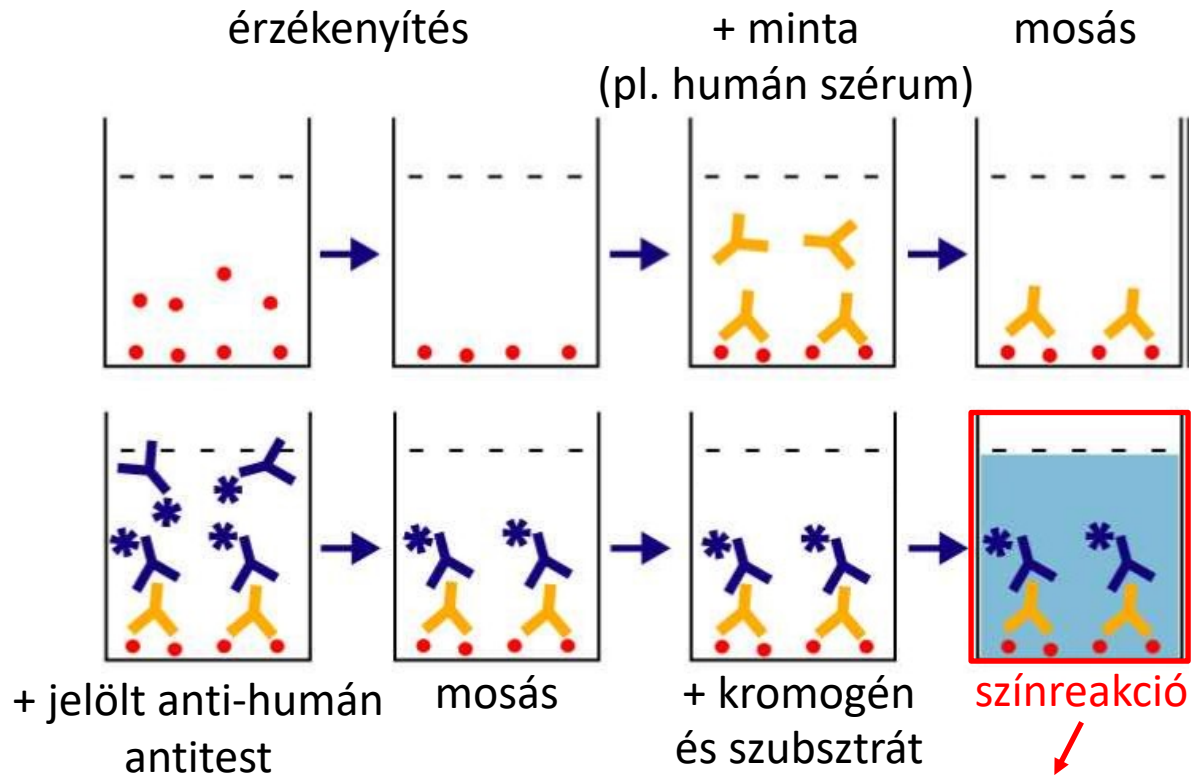 érzékenyítés
+ minta
(pl. humán szérum)
mosás
+ jelölt anti-humán
antitest
mosás
+ kromogén
és szubsztrát
színreakció